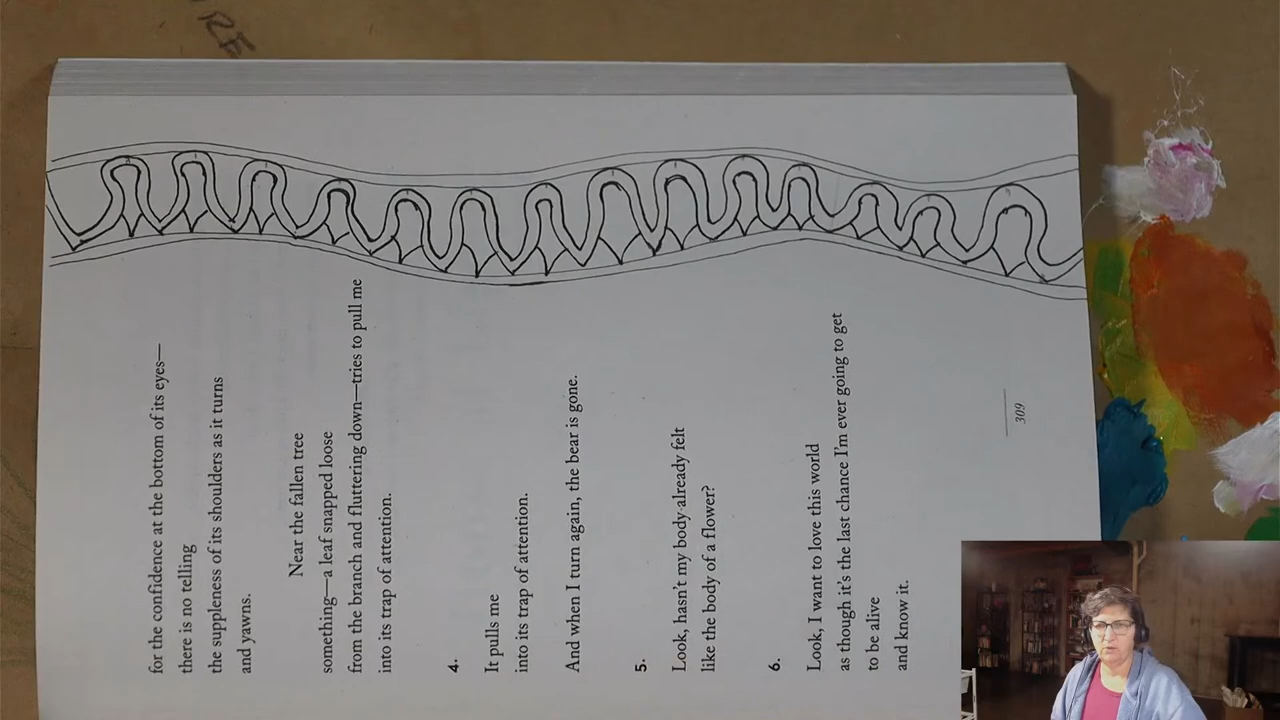 for the confidence at the bottom of its eyes—
there is no telling
the suppleness of its shoulders as it turns
and yawns.
Near the fallen tree
something—a leaf snapped loose
from the branch and fluttering down—tries to pull me
into its trap of attention.
4.
It pulls me
into its trap of attention.
And when I turn again, the bear is gone.
5.
Look, hasn't my body already felt
like the body of a flower?
6.
Look, I want to love this world
as though it's the last chance I'm ever going to get
to be alive
and know it.
309